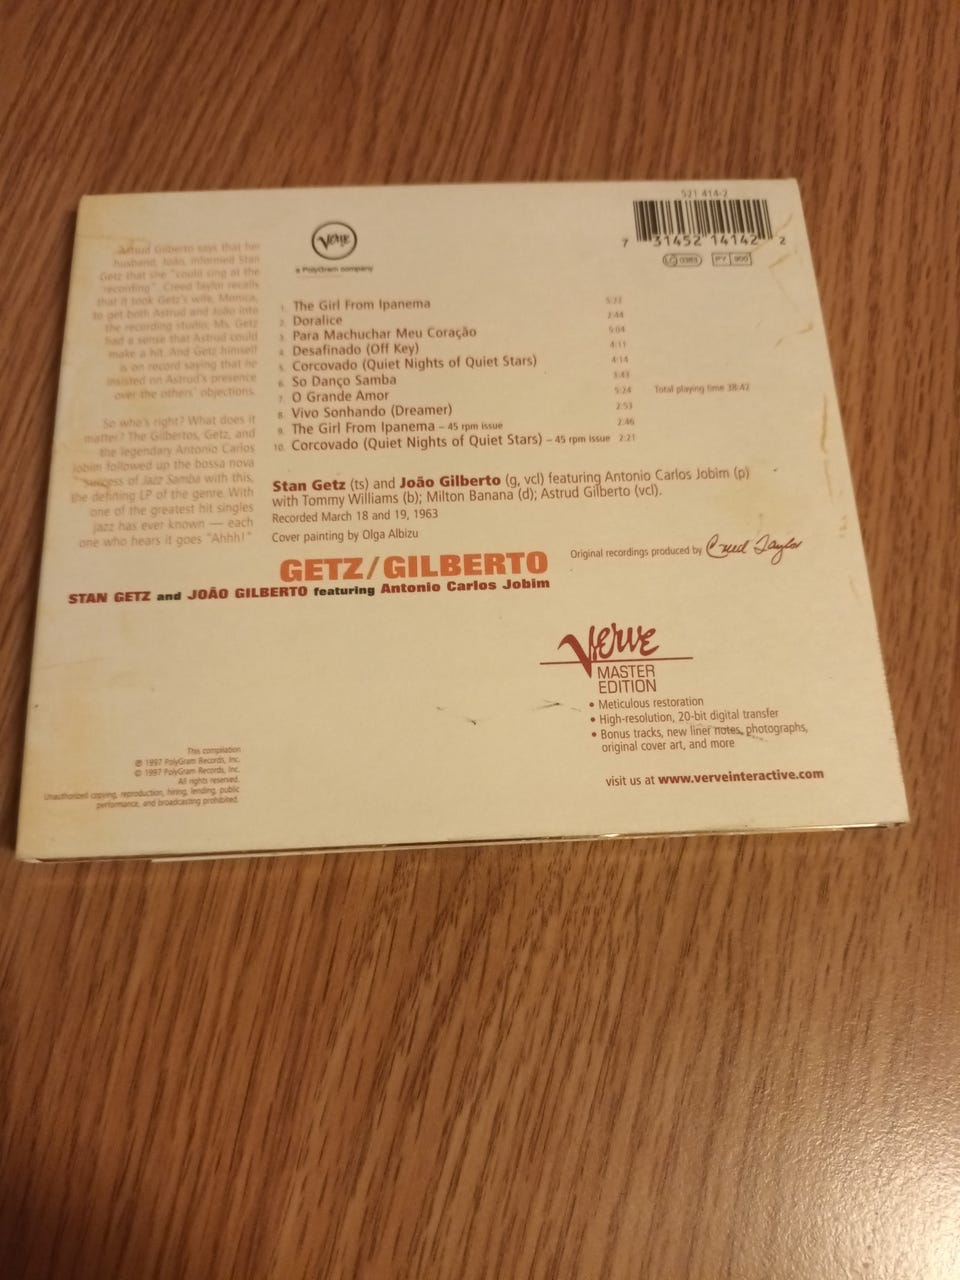 521 414-2
7 31452 14142 2
LC 0383
PY 900
Verve
a PolyGram company
Astrud Gilberto says that her
husband, João, informed Stan
Getz that she "could sing at the
recording". Creed Taylor recalls
that it took Getz's wife, Monica,
to get both Astrud and João into
the recording studio; Ms. Getz
had a sense that Astrud could
make a hit. And Getz himself
is on record saying that he
insisted on Astrud's presence
over the others' objections.
So who's right? What does it
matter? The Gilbertos, Getz, and
the legendary Antonio Carlos
Jobim followed up the bossa nova
success of Jazz Samba with this,
the defining LP of the genre. With
one of the greatest hit singles
jazz has ever known — each
one who hears it goes "Ahhh!"
1. The Girl From Ipanema 5:22
2. Doralice 2:44
3. Para Machuchar Meu Coração 5:04
4. Desafinado (Off Key) 4:11
5. Corcovado (Quiet Nights of Quiet Stars) 4:14
6. So Danço Samba 3:43
7. O Grande Amor 5:24 Total playing time 38:42
8. Vivo Sonhando (Dreamer) 2:53
9. The Girl From Ipanema – 45 rpm issue 2:46
10. Corcovado (Quiet Nights of Quiet Stars) – 45 rpm issue 2:21
Stan Getz (ts) and João Gilberto (g, vcl) featuring Antonio Carlos Jobim (p)
with Tommy Williams (b); Milton Banana (d); Astrud Gilberto (vcl).
Recorded March 18 and 19, 1963
Cover painting by Olga Albizu
Original recordings produced by Creed Taylor
GETZ/GILBERTO
STAN GETZ and JOÃO GILBERTO featuring Antonio Carlos Jobim
Verve
MASTER
EDITION
• Meticulous restoration
• High-resolution, 20-bit digital transfer
• Bonus tracks, new liner notes, photographs,
original cover art, and more
visit us at www.verveinteractive.com
This compilation
℗ 1997 PolyGram Records, Inc.
© 1997 PolyGram Records, Inc.
All rights reserved.
Unauthorized copying, reproduction, hiring, lending, public
performance, and broadcasting prohibited.